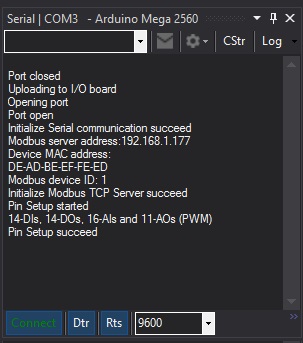 Serial | COM3 - Arduino Mega 2560
CStr Log
Port closed
Uploading to I/O board
Opening port
Port open
Initialize Serial communication succeed
Modbus server address:192.168.1.177
Device MAC address:
DE-AD-BE-EF-FE-ED
Modbus device ID: 1
Initialize Modbus TCP Server succeed
Pin Setup started
14-DIs, 14-DOs, 16-AIs and 11-AOs (PWM)
Pin Setup succeed
Connect Dtr Rts 9600